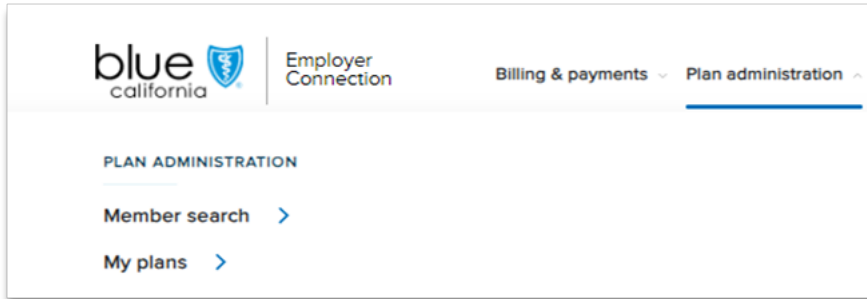 blue
california
Employer
Connection
Billing & payments
Plan administration
PLAN ADMINISTRATION
Member search
My plans